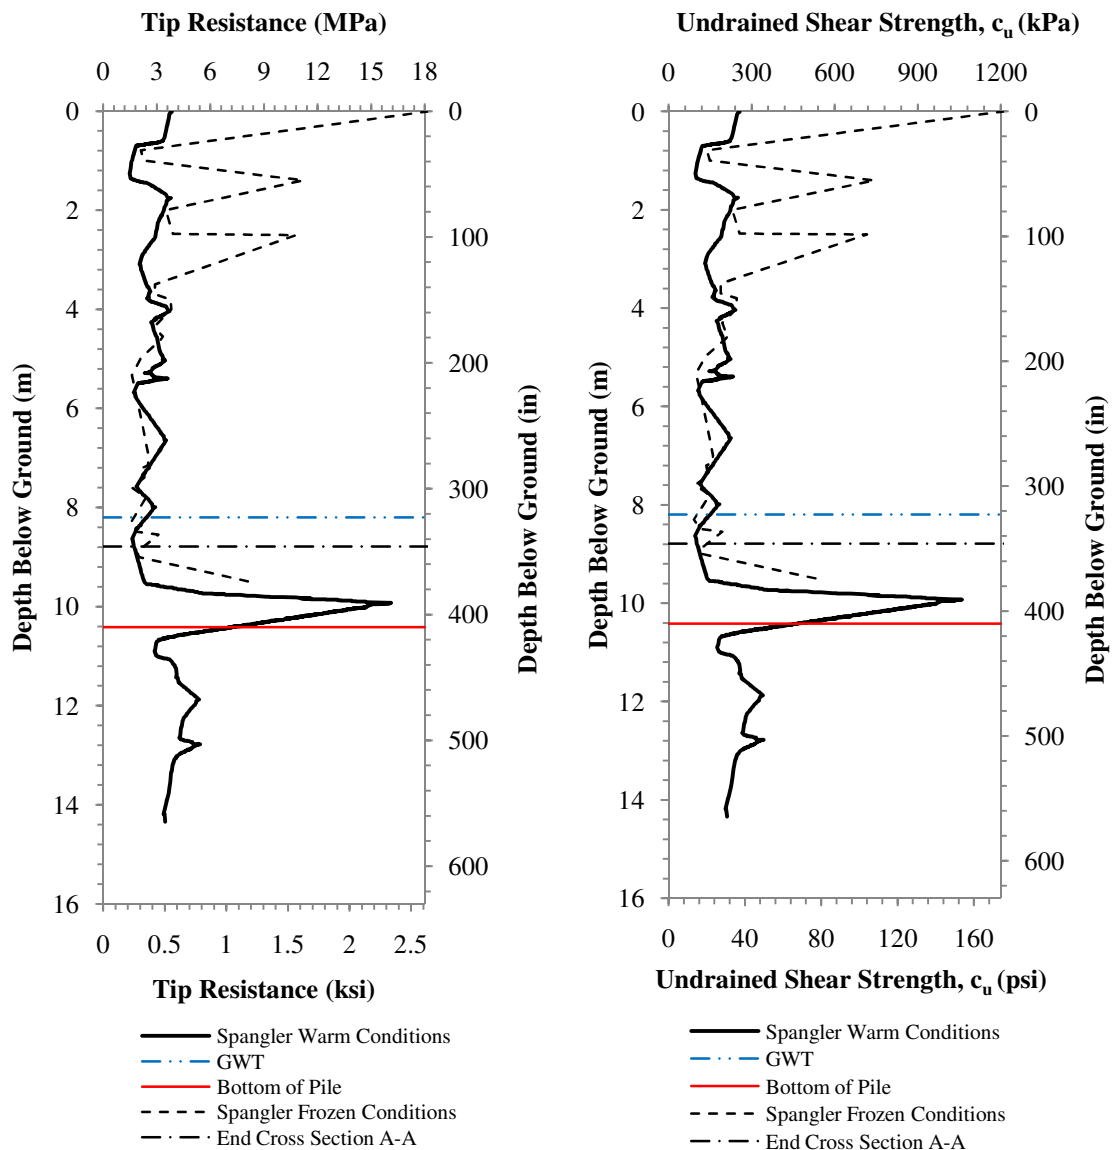 Tip Resistance (MPa)
0 3 6 9 12 15 18
0
2
4
6
8
10
12
14
16
Depth Below Ground (m)
0
100
200
300
400
500
600
Depth Below Ground (in)
0 0.5 1 1.5 2 2.5
Tip Resistance (ksi)
Spangler Warm Conditions
GWT
Bottom of Pile
Spangler Frozen Conditions
End Cross Section A-A
Undrained Shear Strength, cu (kPa)
0 300 600 900 1200
0
2
4
6
8
10
12
14
16
Depth Below Ground (m)
0
100
200
300
400
500
600
Depth Below Ground (in)
0 40 80 120 160
Undrained Shear Strength, cu (psi)
Spangler Warm Conditions
GWT
Bottom of Pile
Spangler Frozen Conditions
End Cross Section A-A